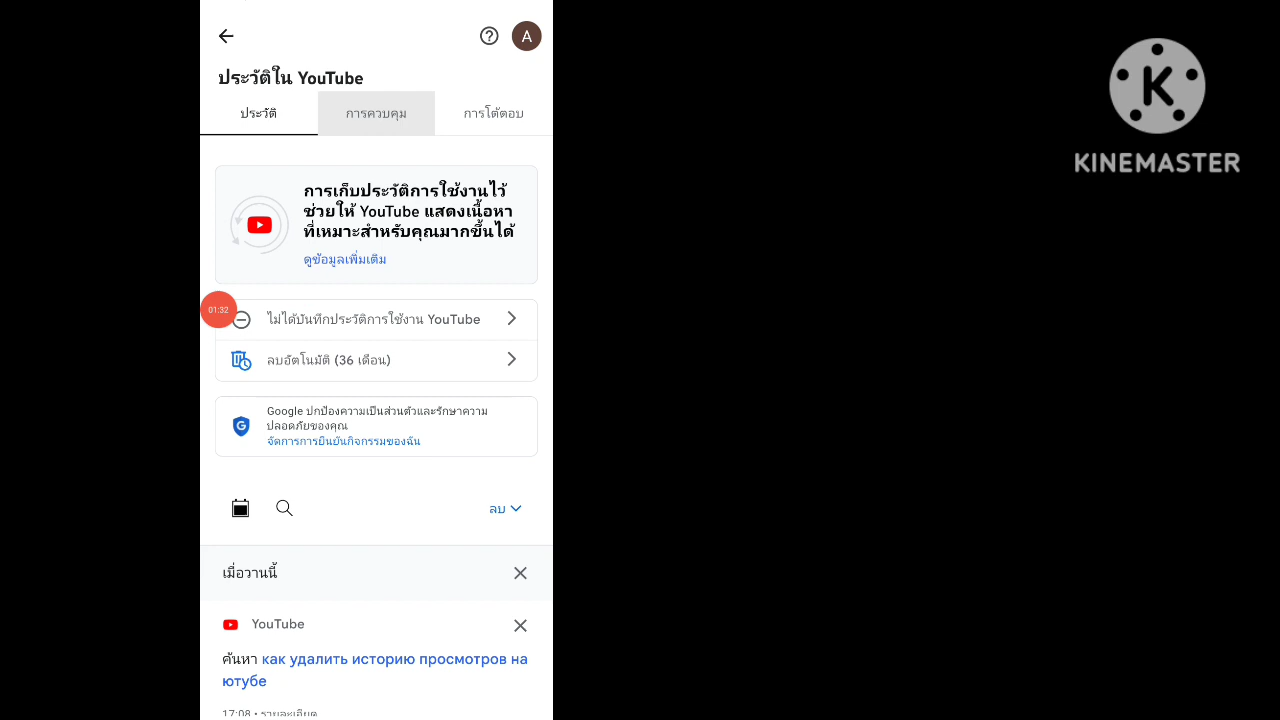 A
ประวัติใน YouTube
ประวัติ
การควบคุม
การโต้ตอบ
การเก็บประวัติการใช้งานไว้
ช่วยให้ YouTube แสดงเนื้อหา
ที่เหมาะสำหรับคุณมากขึ้นได้
ดูข้อมูลเพิ่มเติม
01:32
ไม่ได้บันทึกประวัติการใช้งาน YouTube
ลบอัตโนมัติ (36 เดือน)
Google ปกป้องความเป็นส่วนตัวและรักษาความ
ปลอดภัยของคุณ
จัดการการยืนยันกิจกรรมของฉัน
ลบ
เมื่อวานนี้
YouTube
ค้นหา как удалить историю просмотров на
ютубе
17:08 • รายละเอียด
K
KINEMASTER